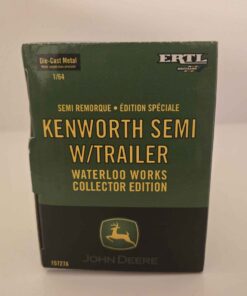 Die-Cast Metal
1/64
ERTL
SEMI REMORQUE • ÉDITION SPÉCIALE
KENWORTH SEMI
W/TRAILER
WATERLOO WORKS
COLLECTOR EDITION
JOHN DEERE